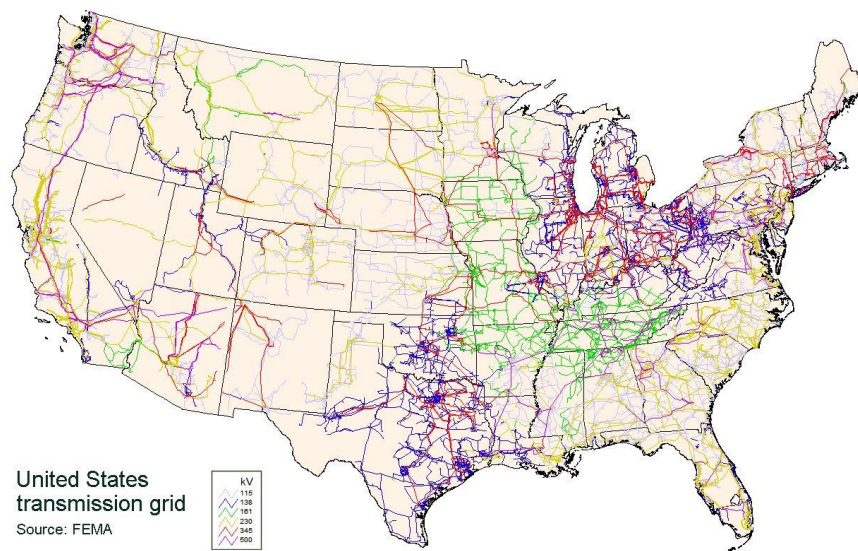 United States
transmission grid
Source: FEMA
kV
115
138
161
230
345
500